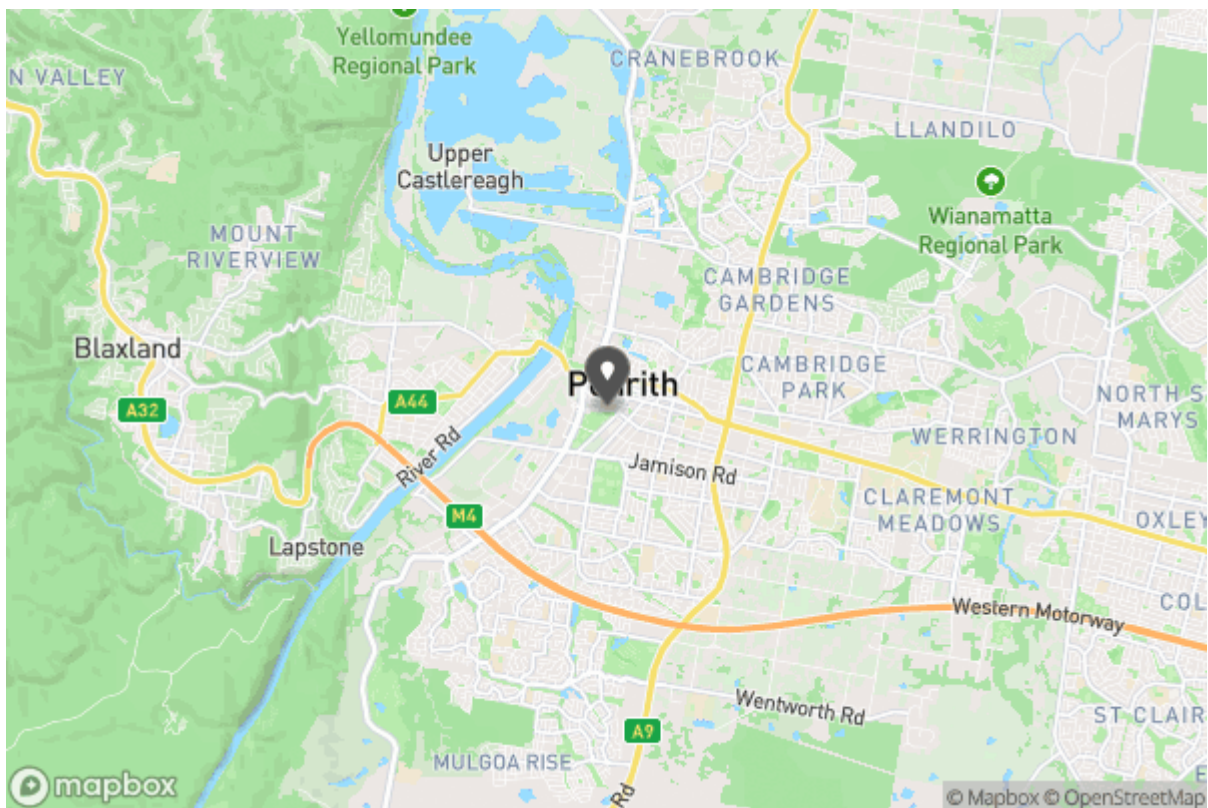 Yellomundee
Regional Park
CRANEBROOK
N VALLEY
LLANDILO
Upper
Castlereagh
Wianamatta
Regional Park
MOUNT
RIVERVIEW
CAMBRIDGE
GARDENS
Blaxland
CAMBRIDGE
PARK
NORTH S
MARYS
A44
A32
WERRINGTON
River Rd
Jamison Rd
CLAREMONT
MEADOWS
OXLEY
M4
Lapstone
COL
Western Motorway
Wentworth Rd
ST CLAIR
A9
MULGOA RISE
Rd
E
mapbox
© Mapbox © OpenStreetMap